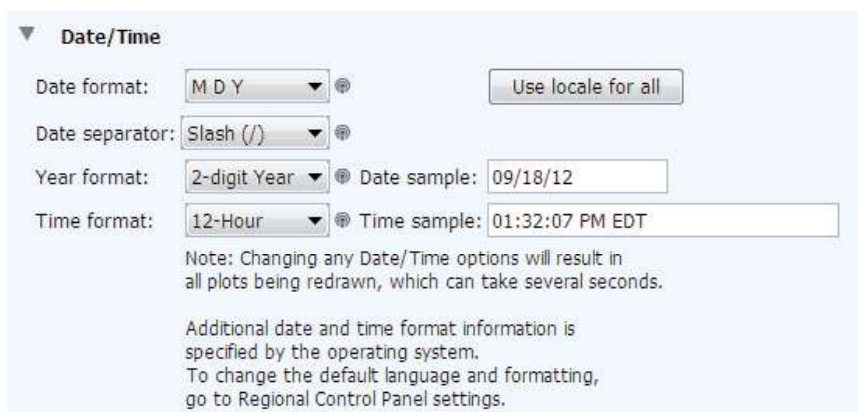 Date/Time
Date format: M D Y Use locale for all
Date separator: Slash (/)
Year format: 2-digit Year Date sample: 09/18/12
Time format: 12-Hour Time sample: 01:32:07 PM EDT
Note: Changing any Date/Time options will result in
all plots being redrawn, which can take several seconds.
Additional date and time format information is
specified by the operating system.
To change the default language and formatting,
go to Regional Control Panel settings.